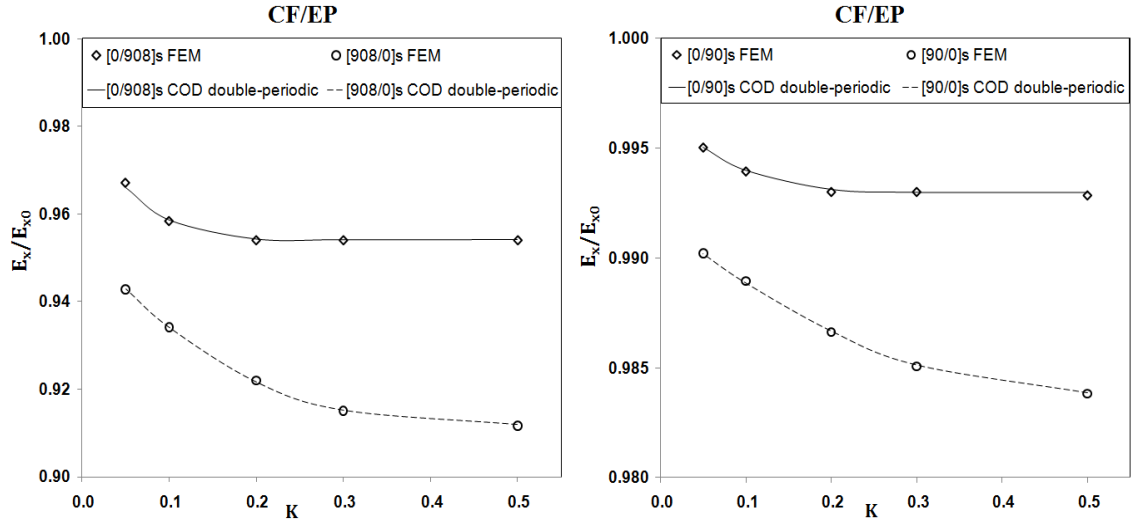 CF/EP
1.00
[0/908]s FEM
[908/0]s FEM
[0/908]s COD double-periodic
[908/0]s COD double-periodic
0.98
0.96
0.94
0.92
0.90
Ex/Ex0
0.0 0.1 0.2 0.3 0.4 0.5
K
CF/EP
1.000
[0/90]s FEM
[90/0]s FEM
[0/90]s COD double-periodic
[90/0]s COD double-periodic
0.995
0.990
0.985
0.980
Ex/Ex0
0.0 0.1 0.2 0.3 0.4 0.5
K